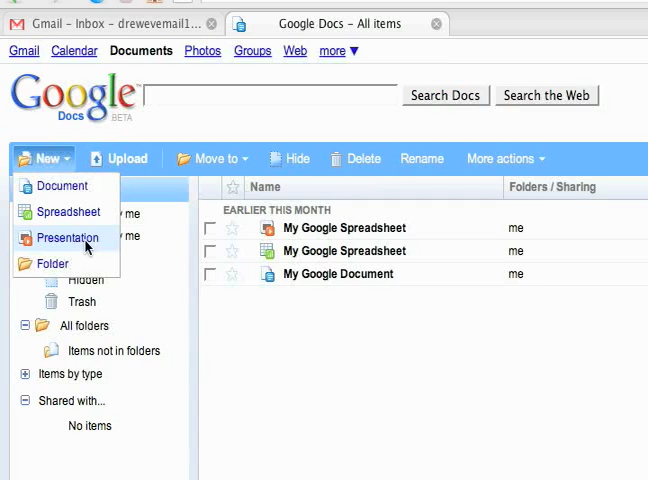 Gmail – Inbox – drewevemail1...
Google Docs – All items
Gmail Calendar Documents Photos Groups Web more ▼
Google™
Docs BETA
Search Docs
Search the Web
New
Upload
Move to
Hide
Delete
Rename
More actions
Document
Spreadsheet
Presentation
Folder
me
me
Hidden
Trash
All folders
Items not in folders
Items by type
Shared with...
No items
Name
Folders / Sharing
EARLIER THIS MONTH
My Google Spreadsheet me
My Google Spreadsheet me
My Google Document me